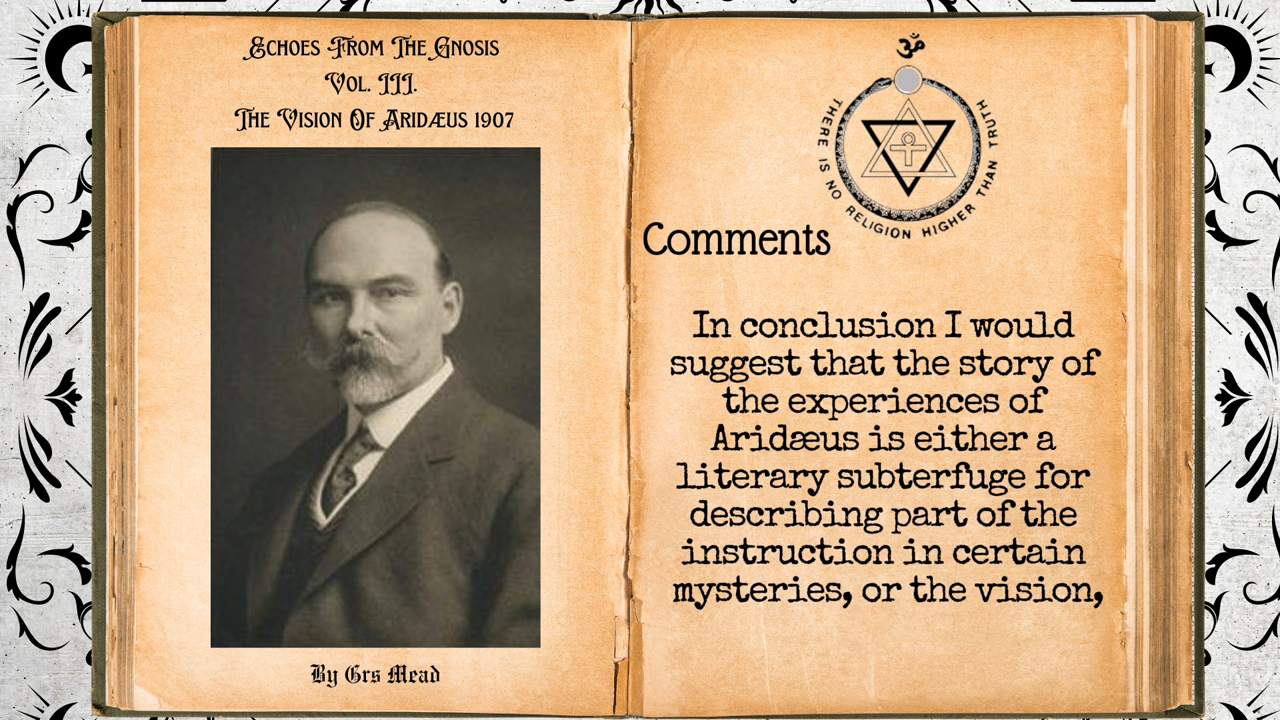 Echoes From The Gnosis
Vol. III.
The Vision Of Aridæus 1907
By Grs Mead
ॐ
THERE IS NO RELIGION HIGHER THAN TRUTH
Comments
In conclusion I would
suggest that the story of
the experiences of
Aridæus is either a
literary subterfuge for
describing part of the
instruction in certain
mysteries, or the vision,